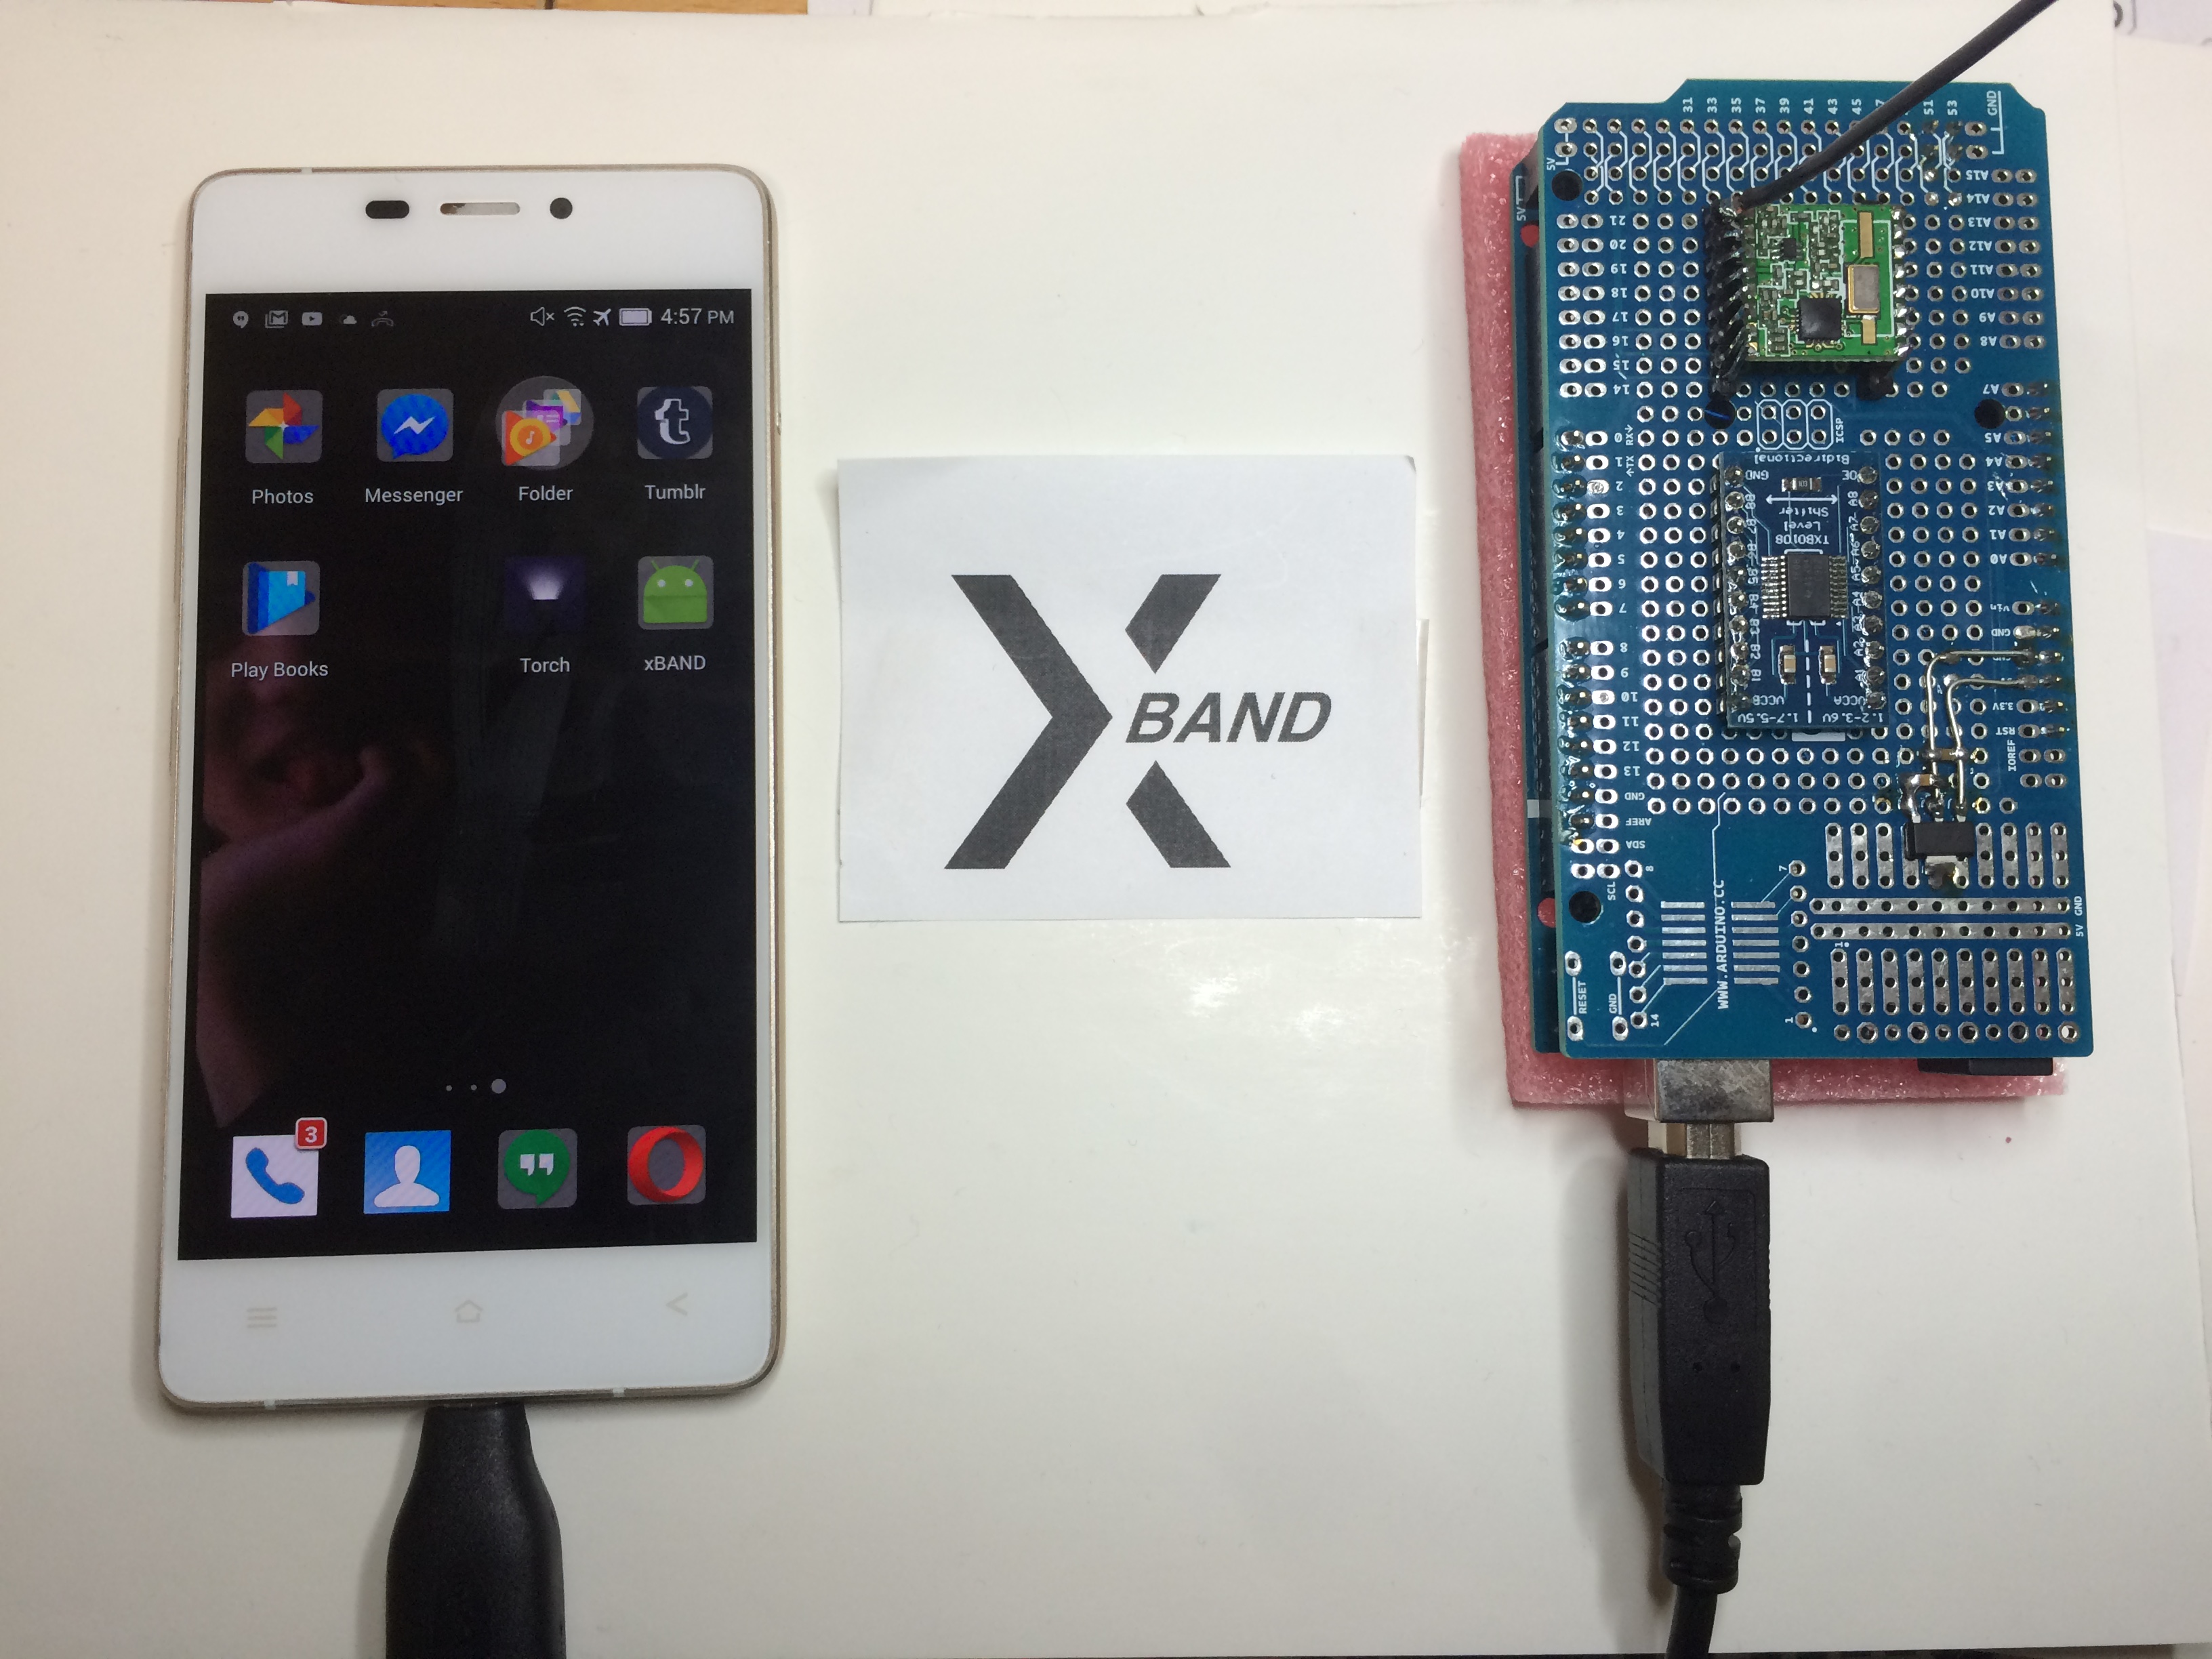 4:57 PM
Photos
Messenger
Folder
Tumblr
Play Books
Torch
xBAND
3
X
BAND
RESET
GND
SCL
SDA
AREF
GND
13
12
11
10
9
8
7
6
5
4
3
2
↑TX 1
RX↓ 0
14
15
16
17
18
19
20
21
5V
5V
14
8
WWW.ARDUINO.CC
1
7
1.7-5.5V
1.2-3.6V
VCCB
B1
B2
B3
B4
B5
B6
B7
B8
GND
TXB0108
Level
Shifter
Bidirectional
VCCA
A1
A2
A3
A4
A5
A6
A7
A8
OE
ICSP
31
33
35
37
39
41
43
45
51
53
GND
IOREF
RST
3.3V
GND
Vin
A0
A1
A2
A3
A4
A5
A7
A8
A9
A10
A11
A12
A13
A14
A15
5V
GND